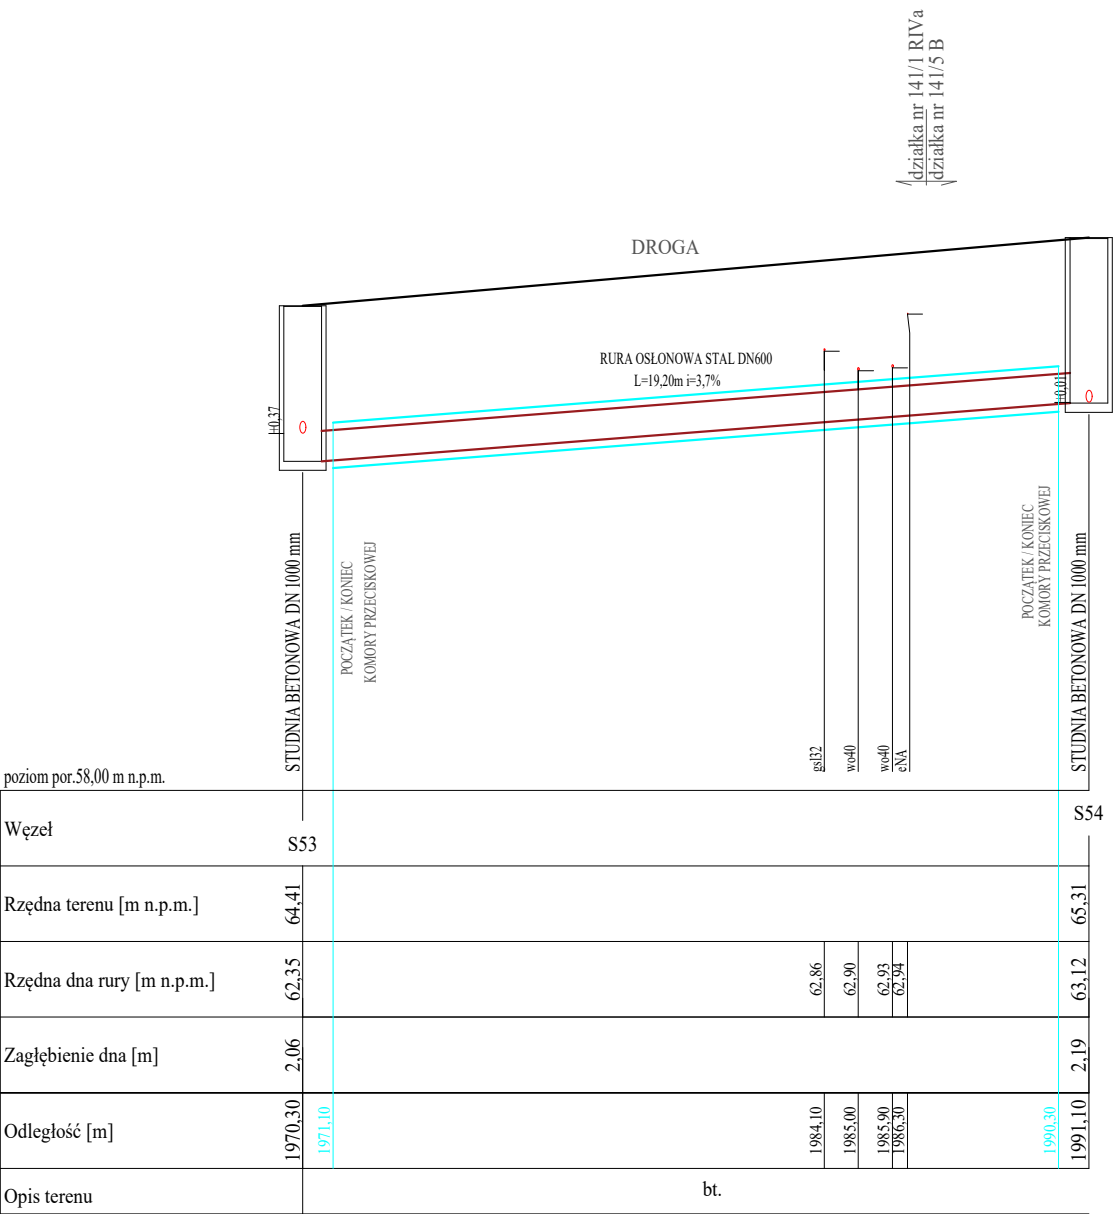 działka nr 141/1 RIVa
działka nr 141/5 B
DROGA
RURA OSŁONOWA STAL DN600
L=19,20m i=3,7%
STUDNIA BETONOWA DN 1000 mm
POCZĄTEK / KONIEC
KOMORY PRZECISKOWEJ
gsl32
wo40
wo40
eNA
POCZĄTEK / KONIEC
KOMORY PRZECISKOWEJ
STUDNIA BETONOWA DN 1000 mm
poziom por.58,00 m n.p.m.
Węzeł S53 S54
Rzędna terenu [m n.p.m.] 64,41 65,31
Rzędna dna rury [m n.p.m.] 62,35 62,86 62,90 62,93 62,94 63,12
Zagłębienie dna [m] 2,06 2,19
Odległość [m] 1970,30 1971,10 1984,10 1985,00 1985,90 1986,30 1990,30 1991,10
Opis terenu bt.